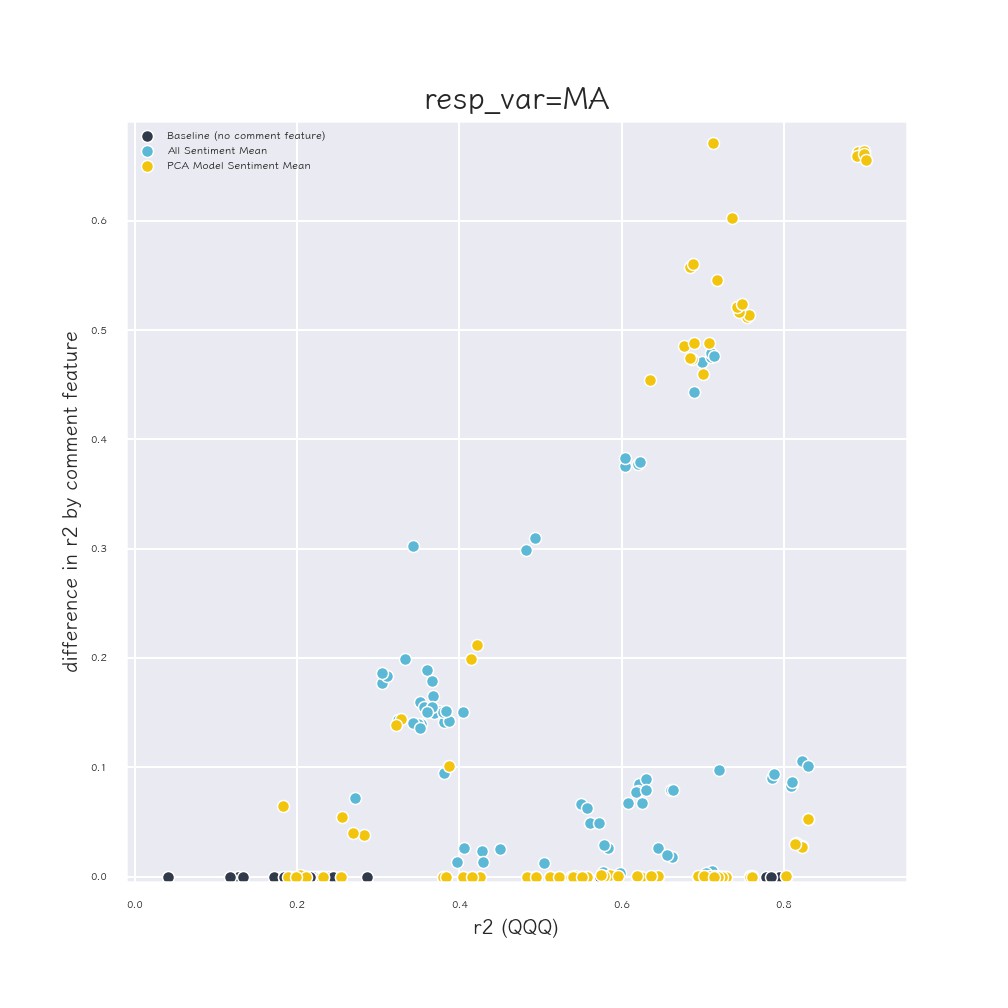 resp_var=MA
Baseline (no comment feature)
All Sentiment Mean
PCA Model Sentiment Mean
difference in r2 by comment feature
0.6
0.5
0.4
0.3
0.2
0.1
0.0
0.0 0.2 0.4 0.6 0.8
r2 (QQQ)